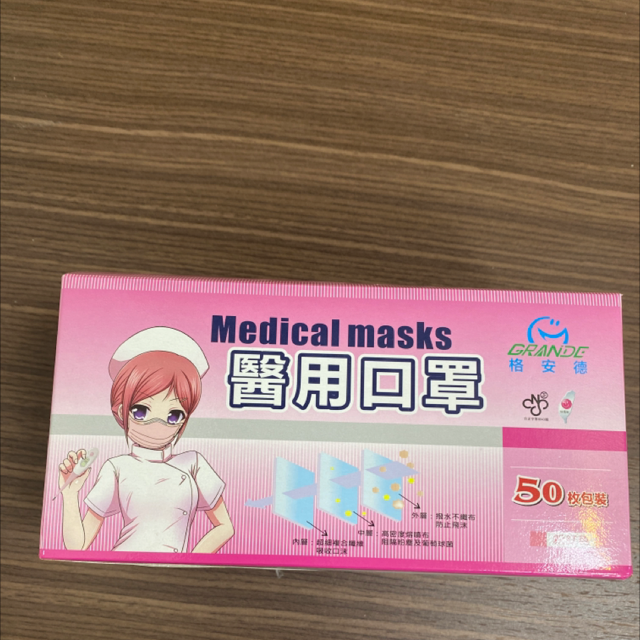 Medical masks
醫用口罩
GRANDE
格安德
50枚包裝
外層：撥水不織布
防止飛沫
中層：高密度熔噴布
阻隔粉塵及葡萄球菌
內層：超細複合纖維
吸收口沫